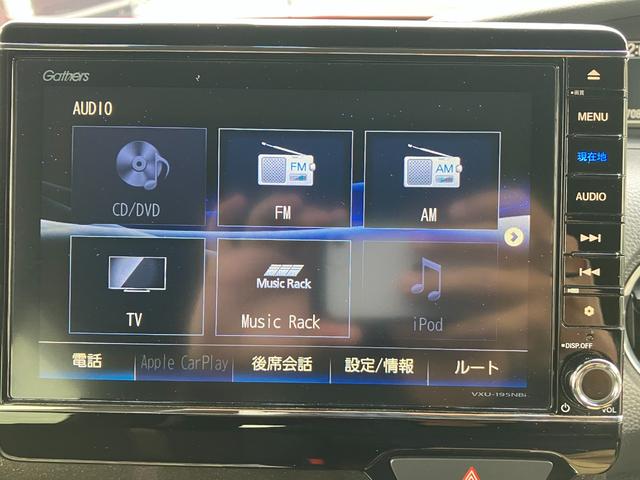 Gathers
AUDIO
CD/DVD
FM
FM
AM
AM
TV
Music Rack
Music Rack
iPod
電話
Apple CarPlay
後席会話
設定/情報
ルート
VXU-195NBi
画質
MENU
現在地
AUDIO
DISP.OFF
VOL